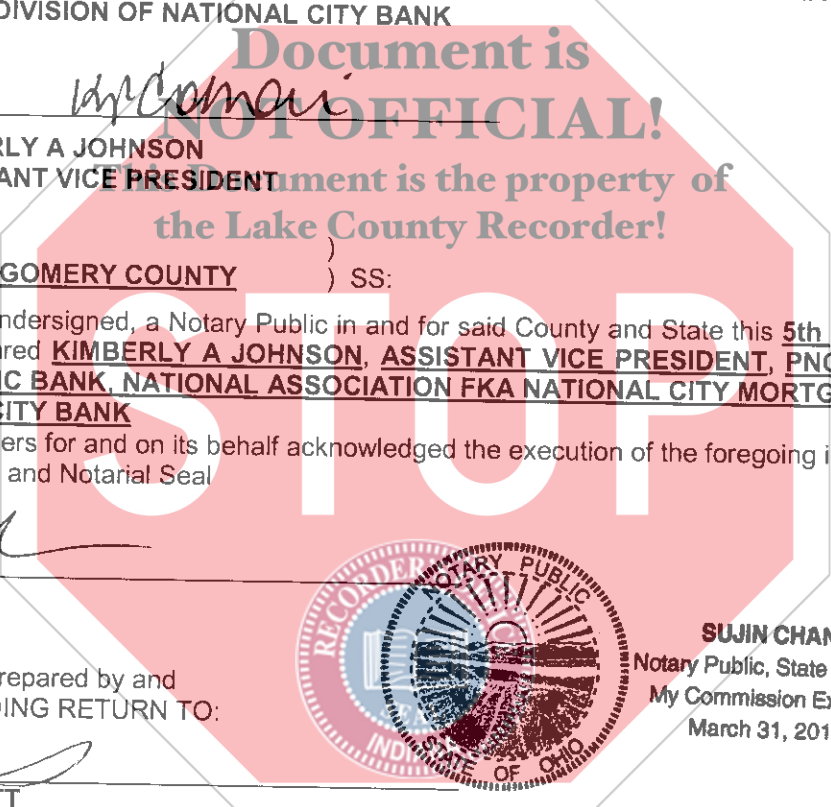 DIVISION OF NATIONAL CITY BANK
Document is
NOT OFFICIAL!
RLY A JOHNSON
ANT VICE PRESIDENT
This Document is the property of
the Lake County Recorder!
)
GOMERY COUNTY ) SS:
STOP
ndersigned, a Notary Public in and for said County and State this 5th
red KIMBERLY A JOHNSON, ASSISTANT VICE PRESIDENT, PNC
C BANK, NATIONAL ASSOCIATION FKA NATIONAL CITY MORTG
CITY BANK
ers for and on its behalf acknowledged the execution of the foregoing i
and Notarial Seal
RECORDER
SEAL
INDIANA
NOTARY PUBLIC
STATE OF OHIO
SUJIN CHAN
Notary Public, State
My Commission Ex
March 31, 201
repared by and
DING RETURN TO:
TT